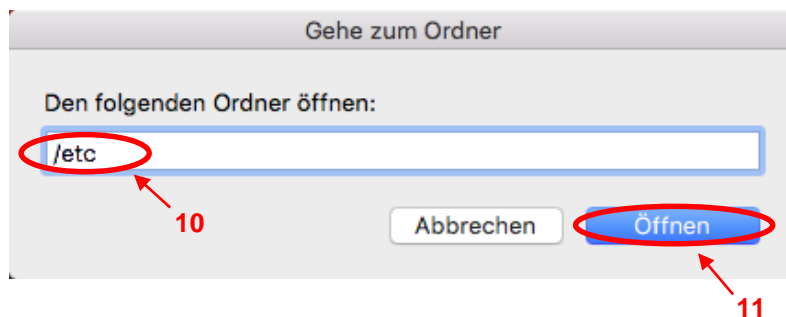 Gehe zum Ordner
Den folgenden Ordner öffnen:
/etc
10
Abbrechen Öffnen
11